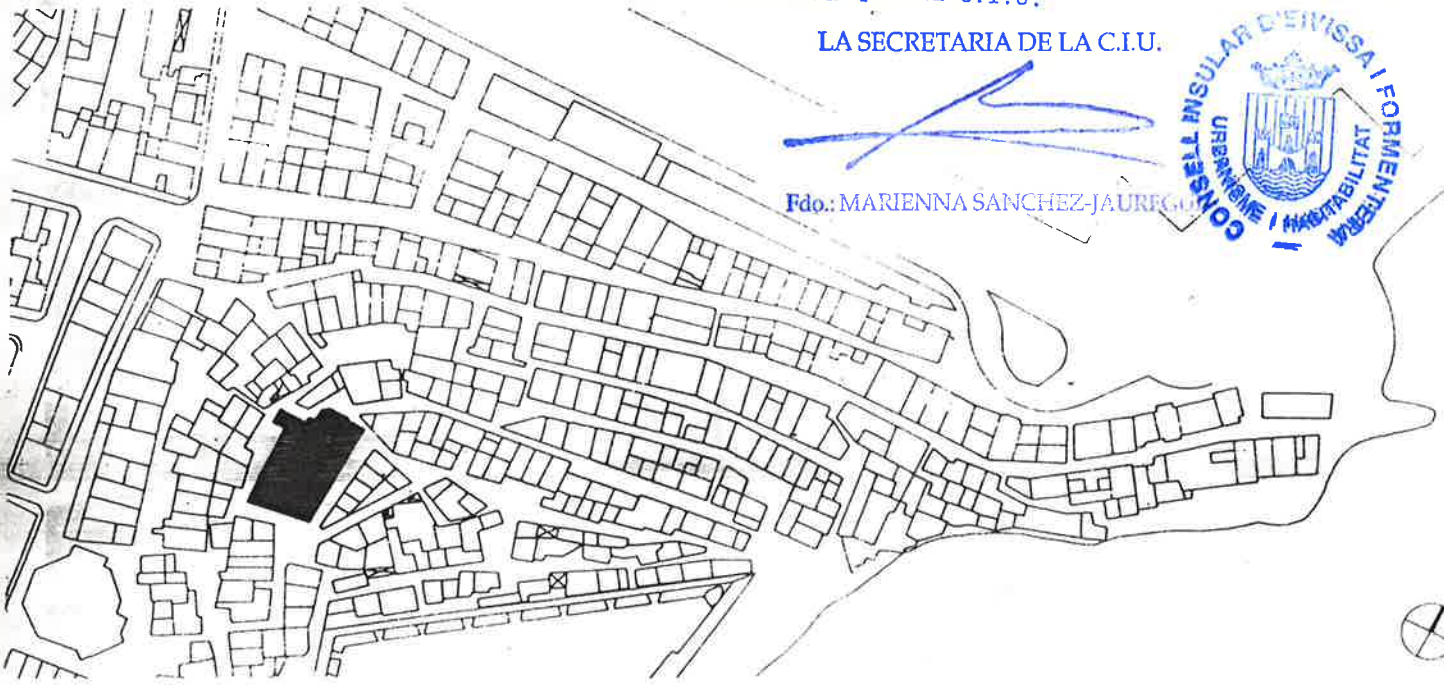 C.I.U.
LA SECRETARIA DE LA C.I.U.
Fdo.: MARIENNA SANCHEZ-JAUREGUI
CONSELL INSULAR D'EIVISSA I FORMENTERA
URBANISME I HABITABILITAT